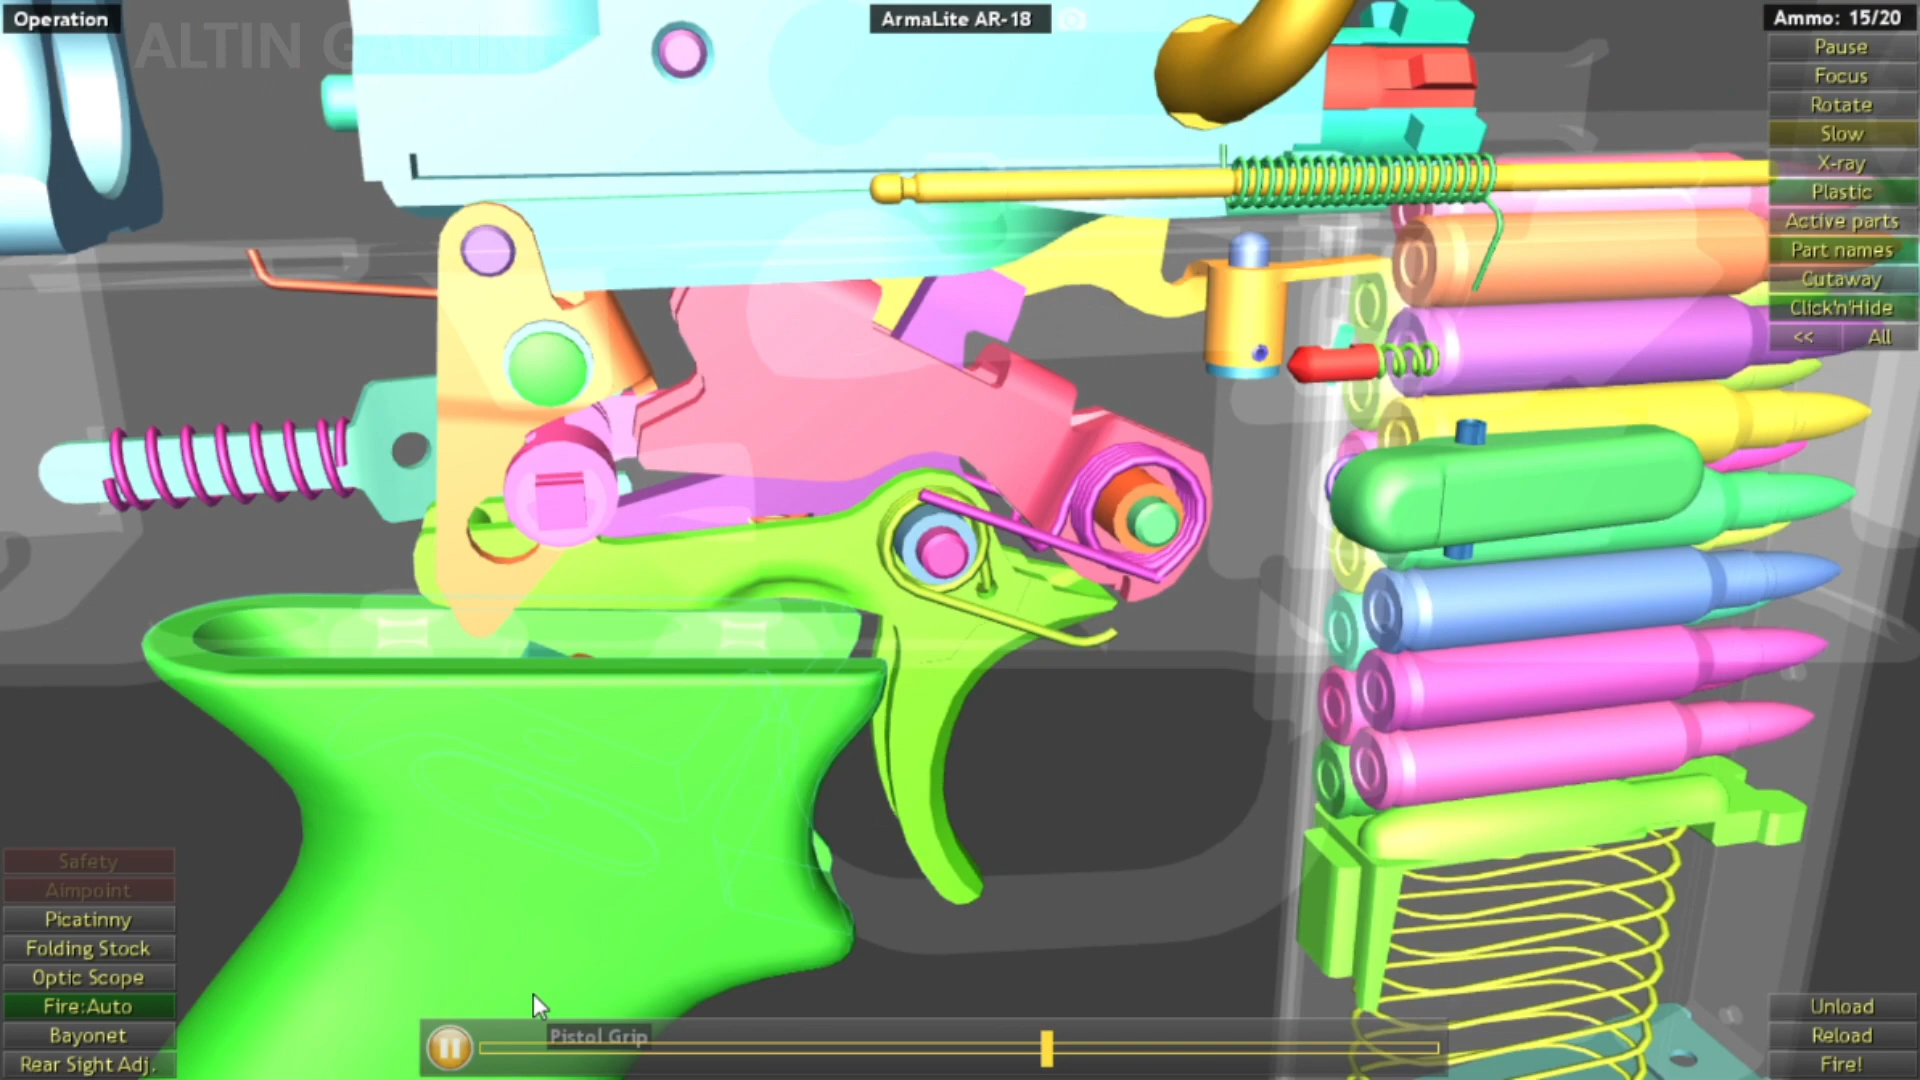 Operation
ALTIN GAMING
ArmaLite AR-18
Ammo: 15/20
Pause
Focus
Rotate
Slow
X-ray
Plastic
Active parts
Part names
Cutaway
Click'n'Hide
<< All
Safety
Aimpoint
Picatinny
Folding Stock
Optic Scope
Fire:Auto
Bayonet
Rear Sight Adj.
Pistol Grip
Unload
Reload
Fire!